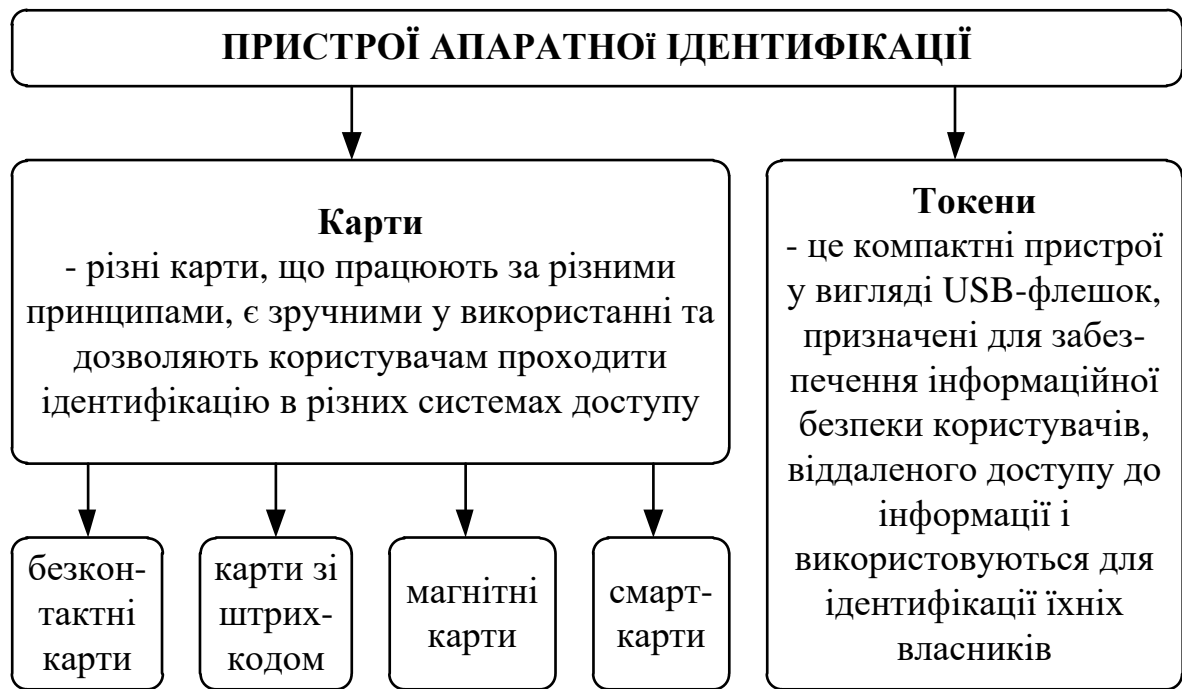 ПРИСТРОЇ АПАРАТНОї ІДЕНТИФІКАЦІЇ
Карти
- різні карти, що працюють за різними
принципами, є зручними у використанні та
дозволяють користувачам проходити
ідентифікацію в різних системах доступу
Токени
- це компактні пристрої
у вигляді USB-флешок,
призначені для забез-
печення інформаційної
безпеки користувачів,
віддаленого доступу до
інформації і
використовуються для
ідентифікації їхніх
власників
безкон-
тактні
карти
карти зі
штрих-
кодом
магнітні
карти
смарт-
карти